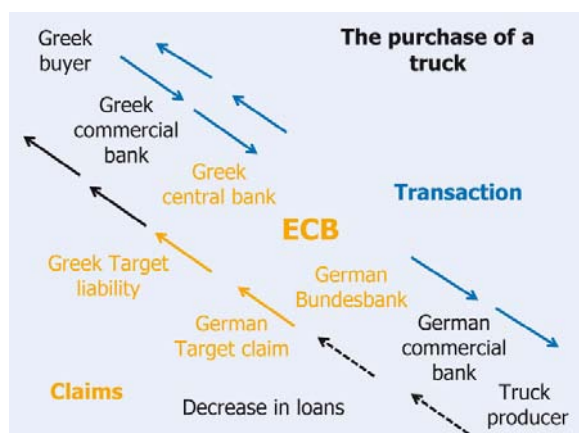 The purchase of a
truck
Greek
buyer
Greek
commercial
bank
Greek
central bank
Transaction
ECB
Greek Target
liability
German
Bundesbank
German
Target claim
German
commercial
bank
Claims
Decrease in loans
Truck
producer